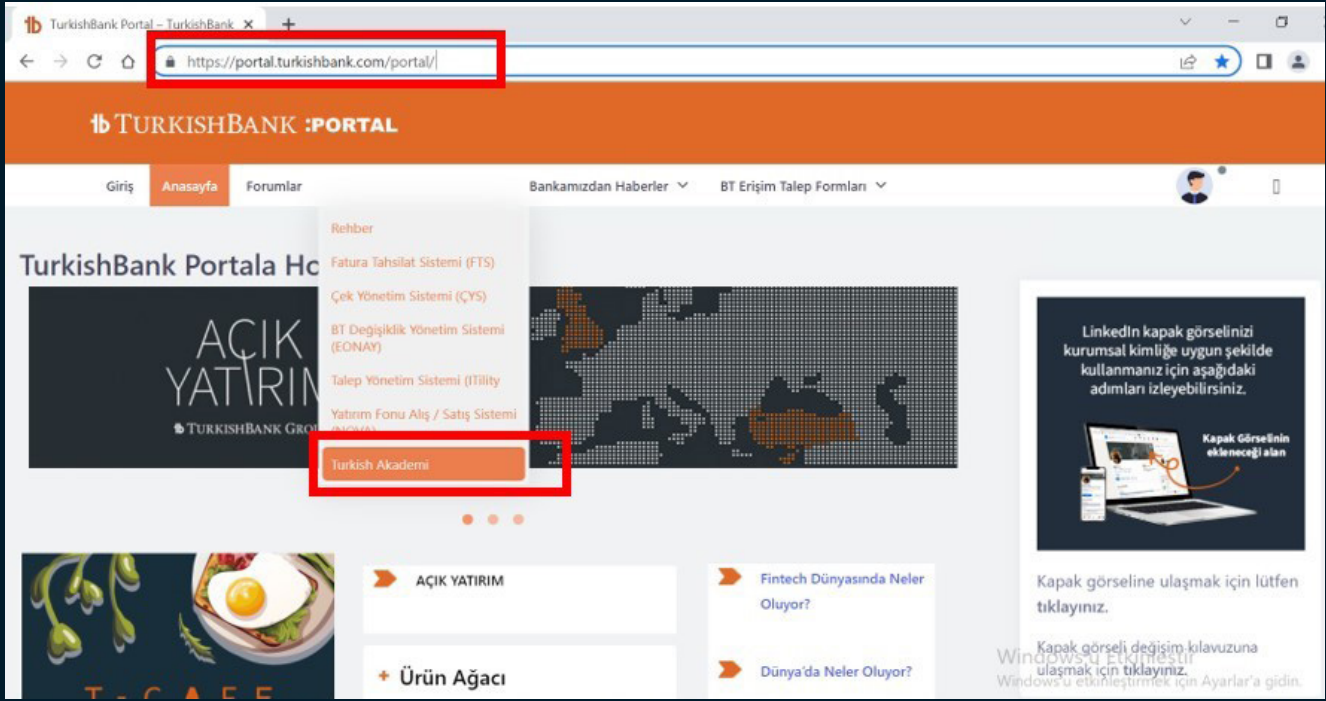 TurkishBank Portal – TurkishBank
https://portal.turkishbank.com/portal/
TURKISHBANK :PORTAL
Giriş Anasayfa Forumlar Bankamızdan Haberler BT Erişim Talep Formları
Rehber
Fatura Tahsilat Sistemi (FTS)
Çek Yönetim Sistemi (ÇYS)
BT Değişiklik Yönetim Sistemi
(EONAY)
Talep Yönetim Sistemi (ITility
Yatırım Fonu Alış / Satış Sistemi
(NOVA)
Turkish Akademi
TurkishBank Portala Ho
AÇIK
YATIRIM
TURKISHBANK GROU
LinkedIn kapak görselinizi
kurumsal kimliğe uygun şekilde
kullanmanız için aşağıdaki
adımları izleyebilirsiniz.
Kapak Görselinin
ekleneceği alan
Kapak görseline ulaşmak için lütfen
tıklayınız.
Kapak görseli değişim kılavuzuna
ulaşmak için tıklayınız.
T - C A F E
AÇIK YATIRIM
+ Ürün Ağacı
Fintech Dünyasında Neler
Oluyor?
Dünya'da Neler Oluyor?
Windows'u Etkinleştir
Windows'u etkinleştirmek için Ayarlar'a gidin.